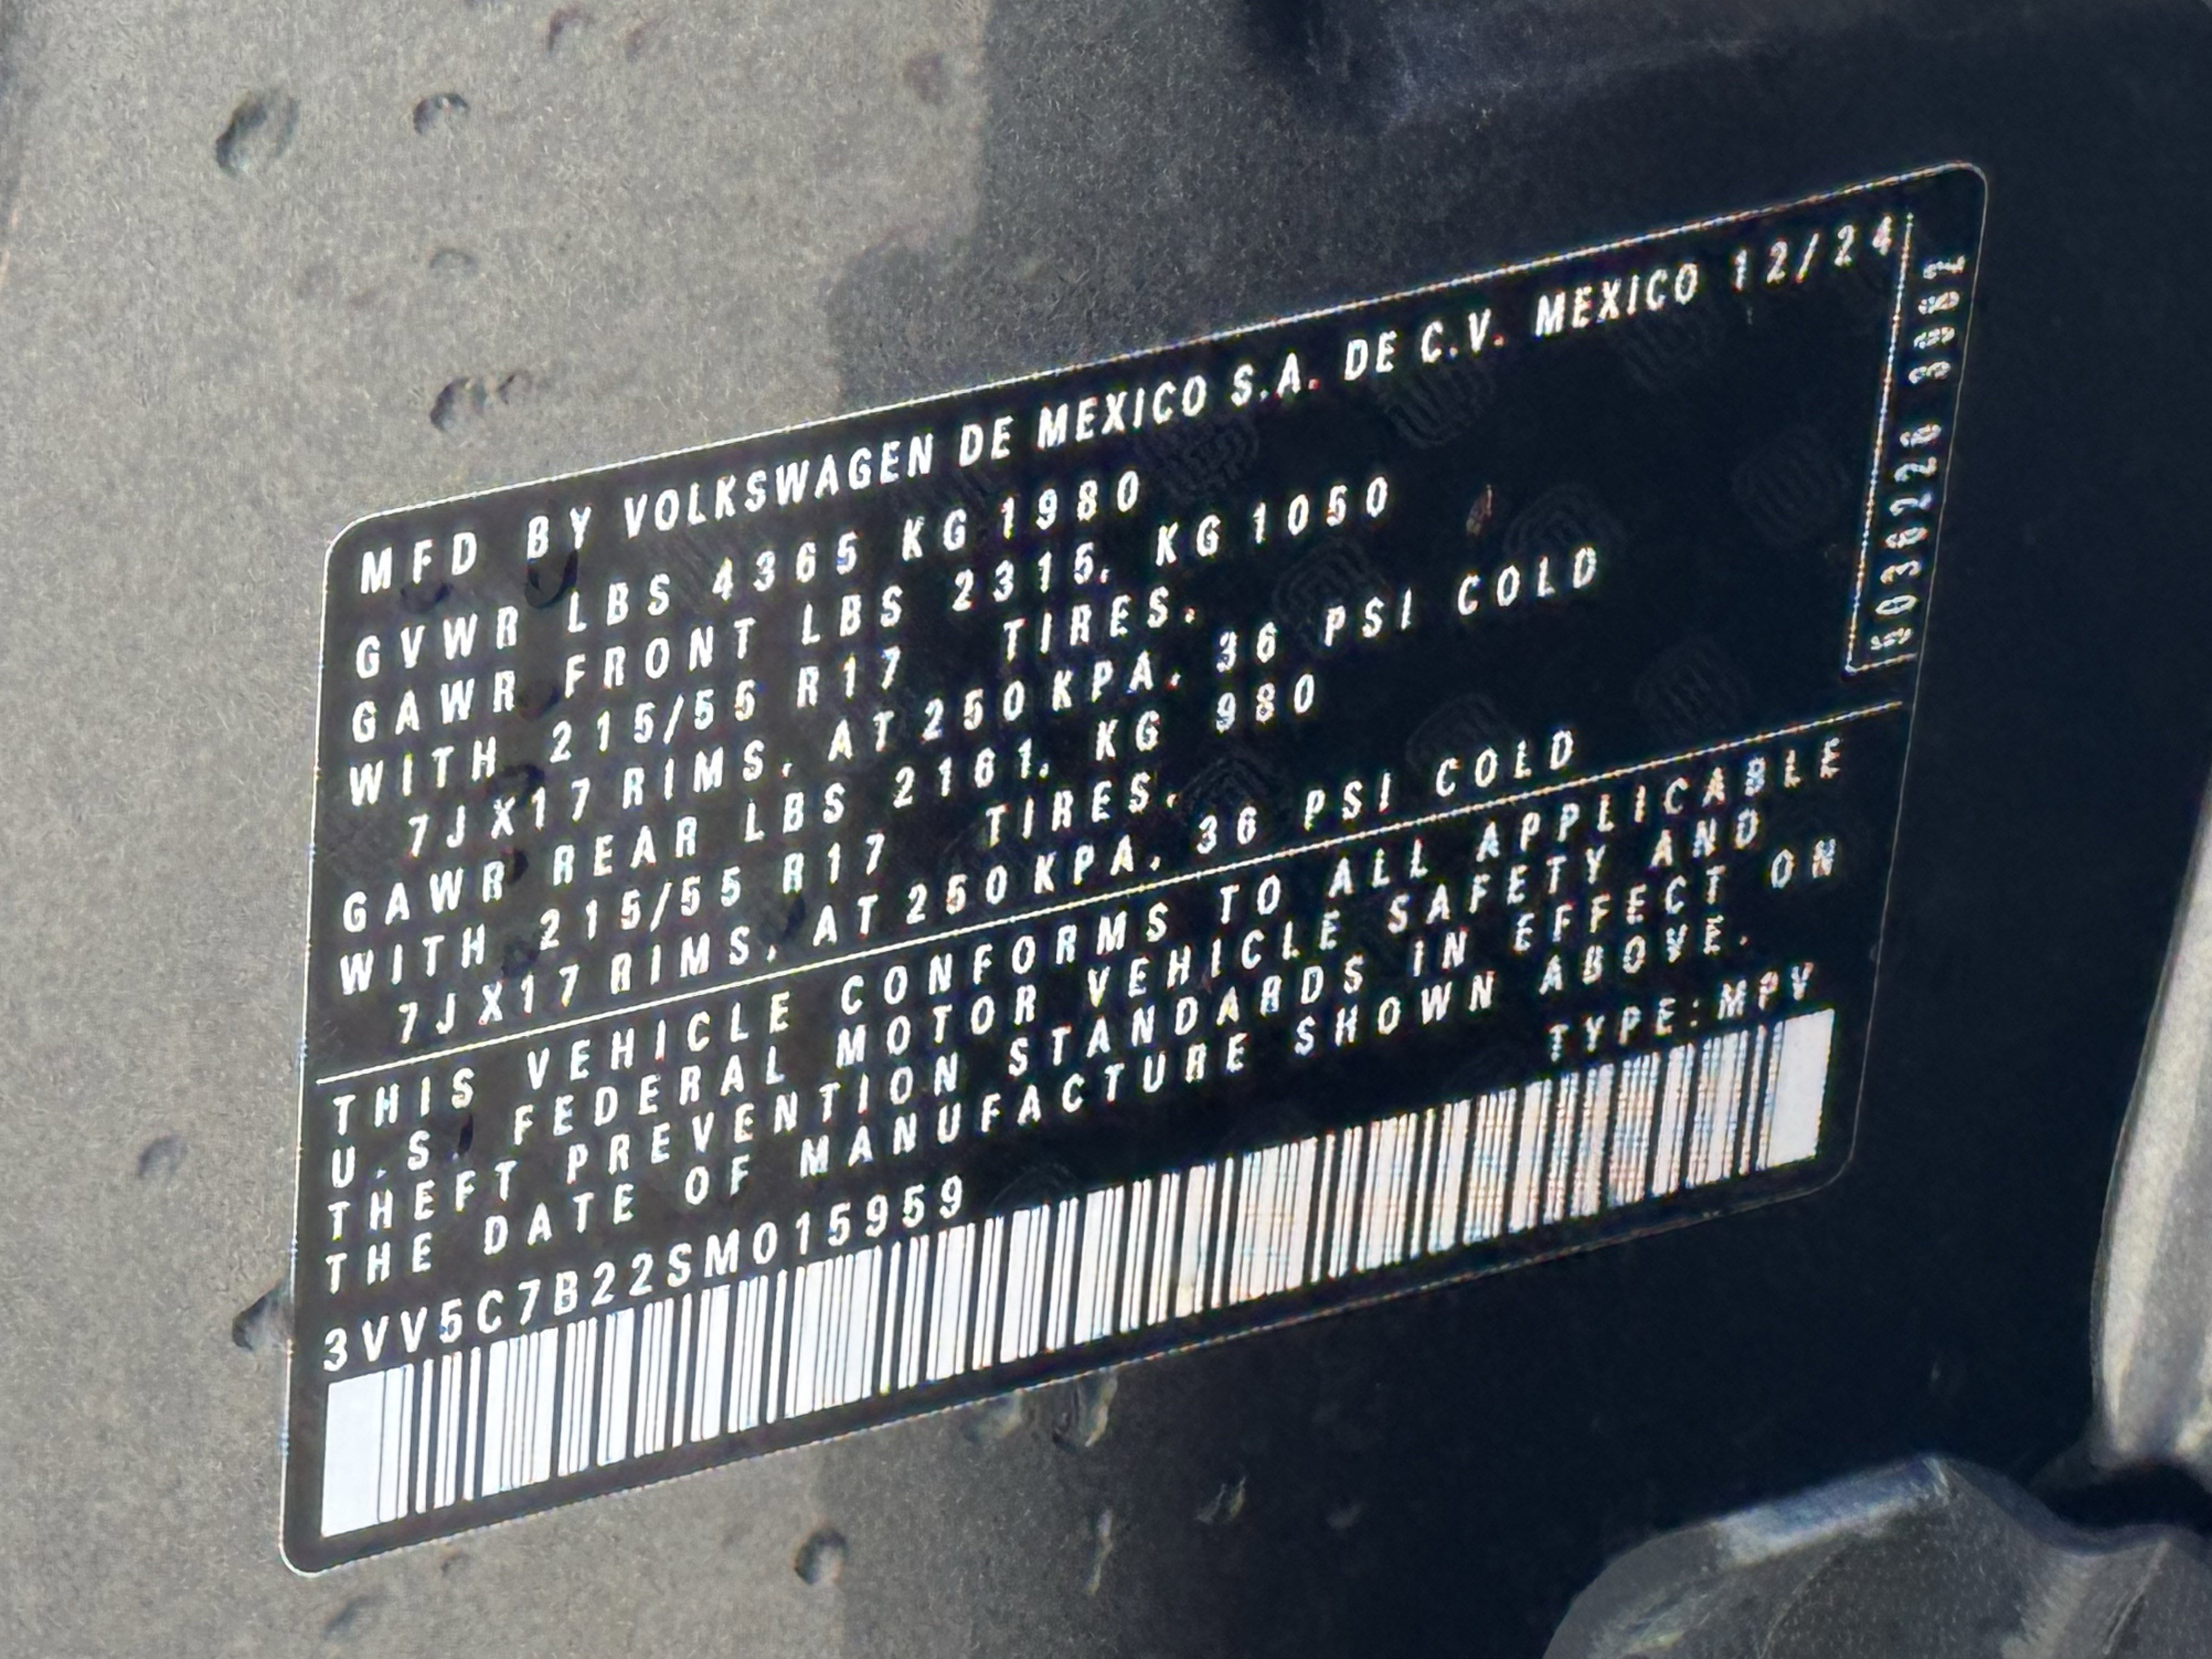 MFD BY VOLKSWAGEN DE MEXICO S.A. DE C.V. MEXICO 12/24
GVWR LBS 4365 KG 1980
GAWR FRONT LBS 2315, KG 1050
WITH 215/55 R17 TIRES,
7JX17 RIMS, AT 250 KPA, 36 PSI COLD
GAWR REAR LBS 2161, KG 980
WITH 215/55 R17 TIRES,
7JX17 RIMS, AT 250 KPA, 36 PSI COLD
THIS VEHICLE CONFORMS TO ALL APPLICABLE
U.S. FEDERAL MOTOR VEHICLE SAFETY AND
THEFT PREVENTION STANDARDS IN EFFECT ON
THE DATE OF MANUFACTURE SHOWN ABOVE.
TYPE:MPV
3VV5C7B22SM015959